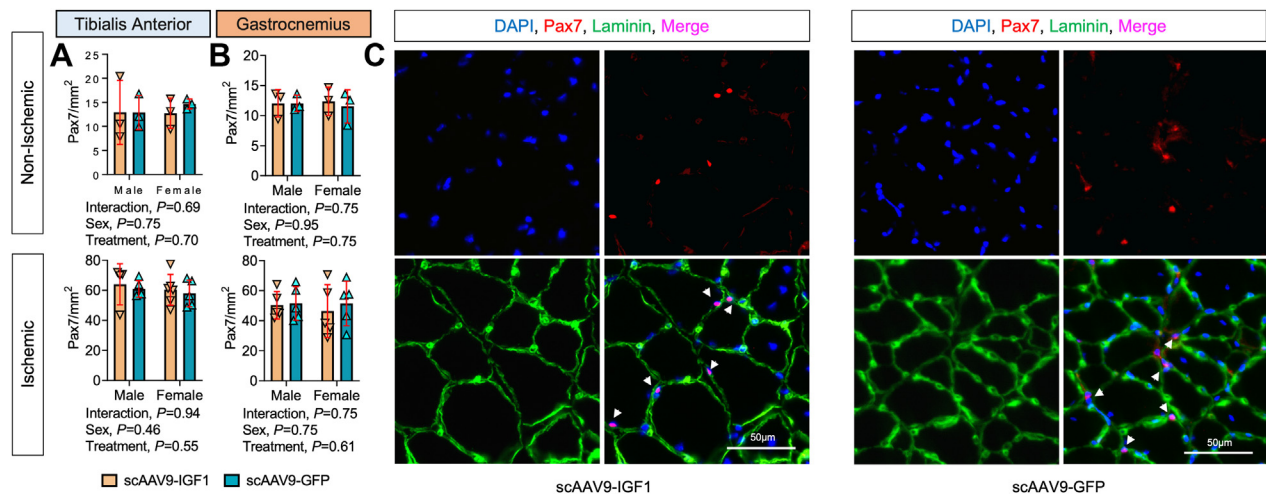 Tibialis Anterior
Gastrocnemius
DAPI, Pax7, Laminin, Merge
DAPI, Pax7, Laminin, Merge
Non-Ischemic
A
B
C
Pax7/mm2
25
20
15
10
5
0
Male Female
Interaction, P=0.69
Sex, P=0.75
Treatment, P=0.70
Pax7/mm2
20
15
10
5
0
Male Female
Interaction, P=0.75
Sex, P=0.95
Treatment, P=0.75
Ischemic
Pax7/mm2
80
60
40
20
0
Male Female
Interaction, P=0.94
Sex, P=0.46
Treatment, P=0.55
Pax7/mm2
80
60
40
20
0
Male Female
Interaction, P=0.75
Sex, P=0.75
Treatment, P=0.61
50µm
50µm
scAAV9-IGF1
scAAV9-GFP
scAAV9-IGF1
scAAV9-GFP